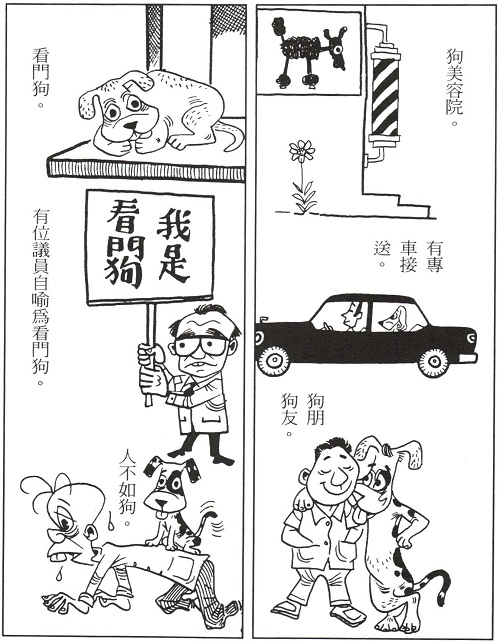 狗美容院。
有專
車接
送。
狗朋
狗友。
看門狗。
我是
看門狗
有位議員自喻為看門狗。
人不如狗。